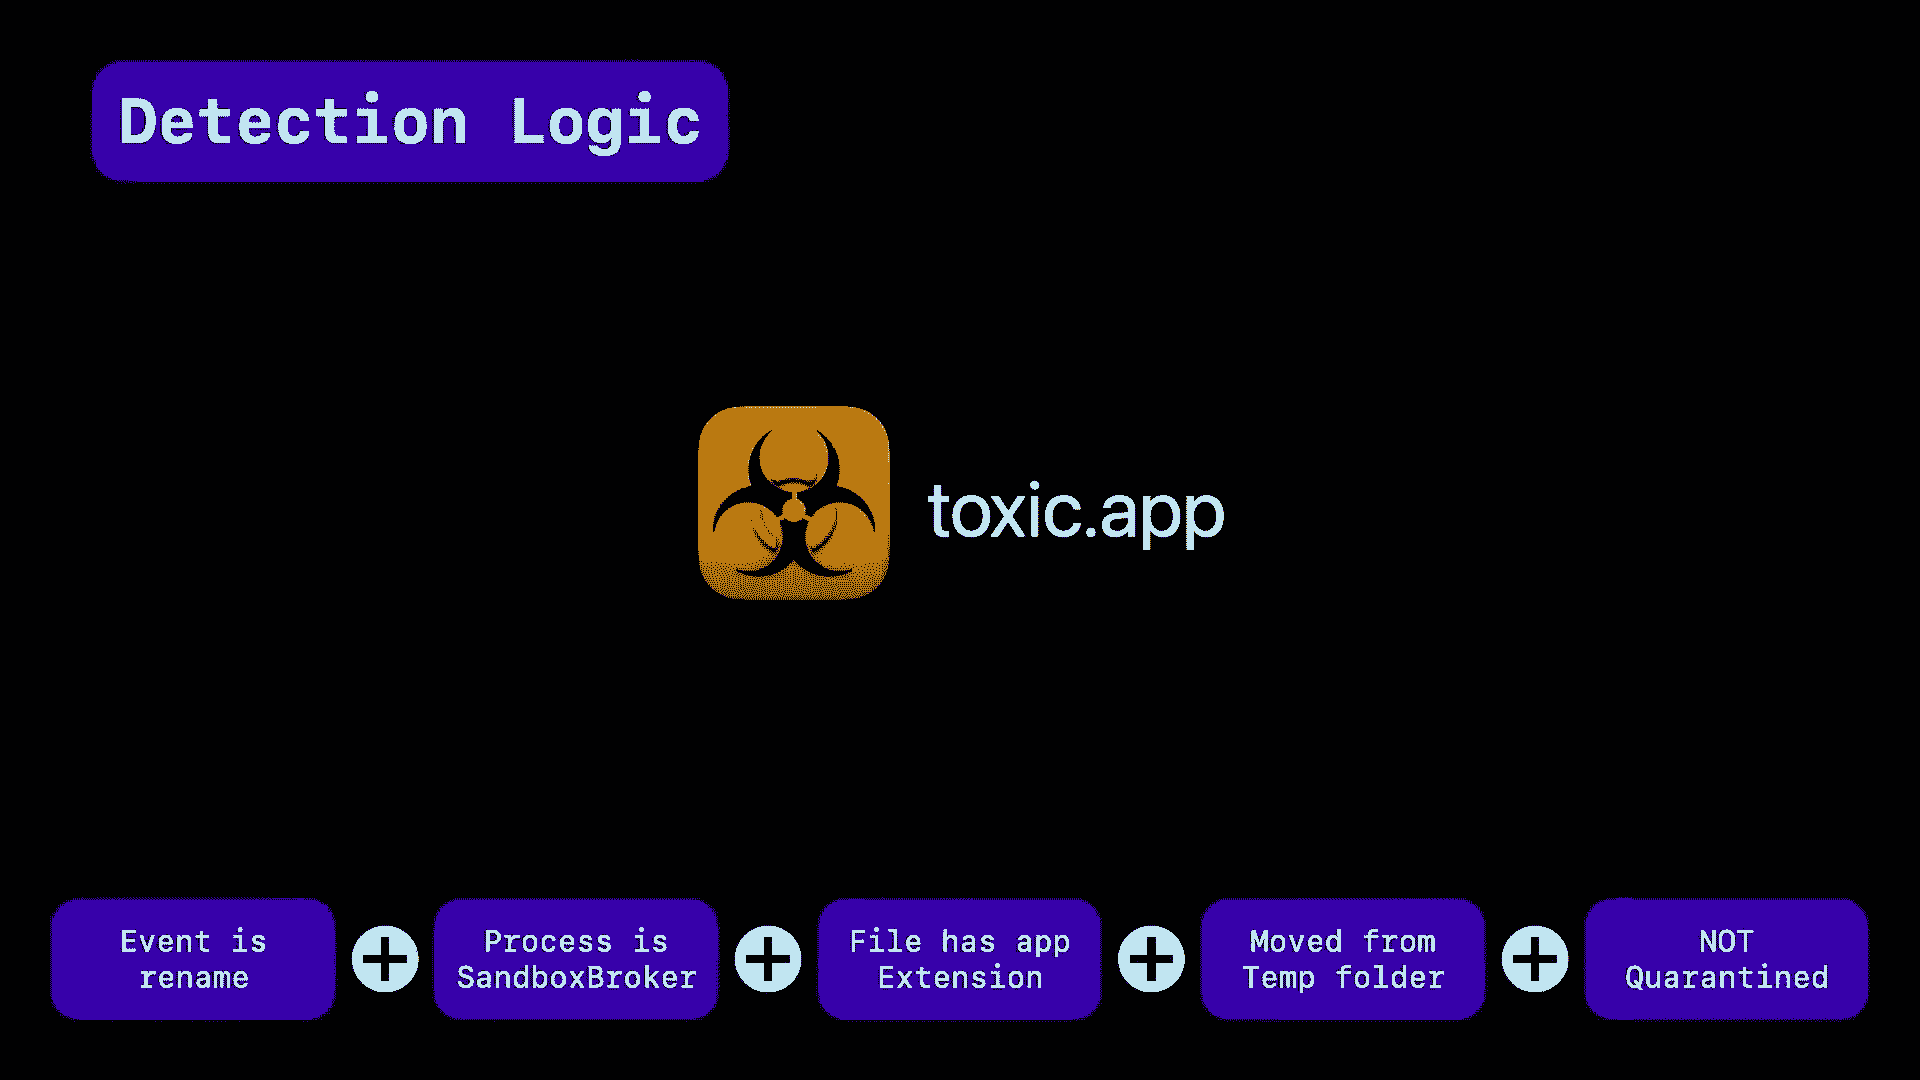 Detection Logic
toxic.app
Event is
rename
Process is
SandboxBroker
File has app
Extension
Moved from
Temp folder
NOT
Quarantined